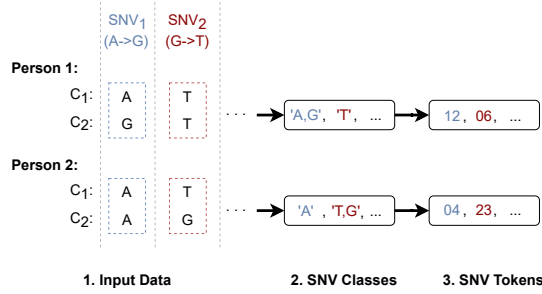 SNV1 SNV2
(A->G) (G->T)
Person 1:
C1: A T
C2: G T
. . . 'A,G' , 'T', ... 12 , 06, ...
Person 2:
C1: A T
C2: A G
. . . 'A' , 'T,G', ... 04 , 23, ...
1. Input Data 2. SNV Classes 3. SNV Tokens